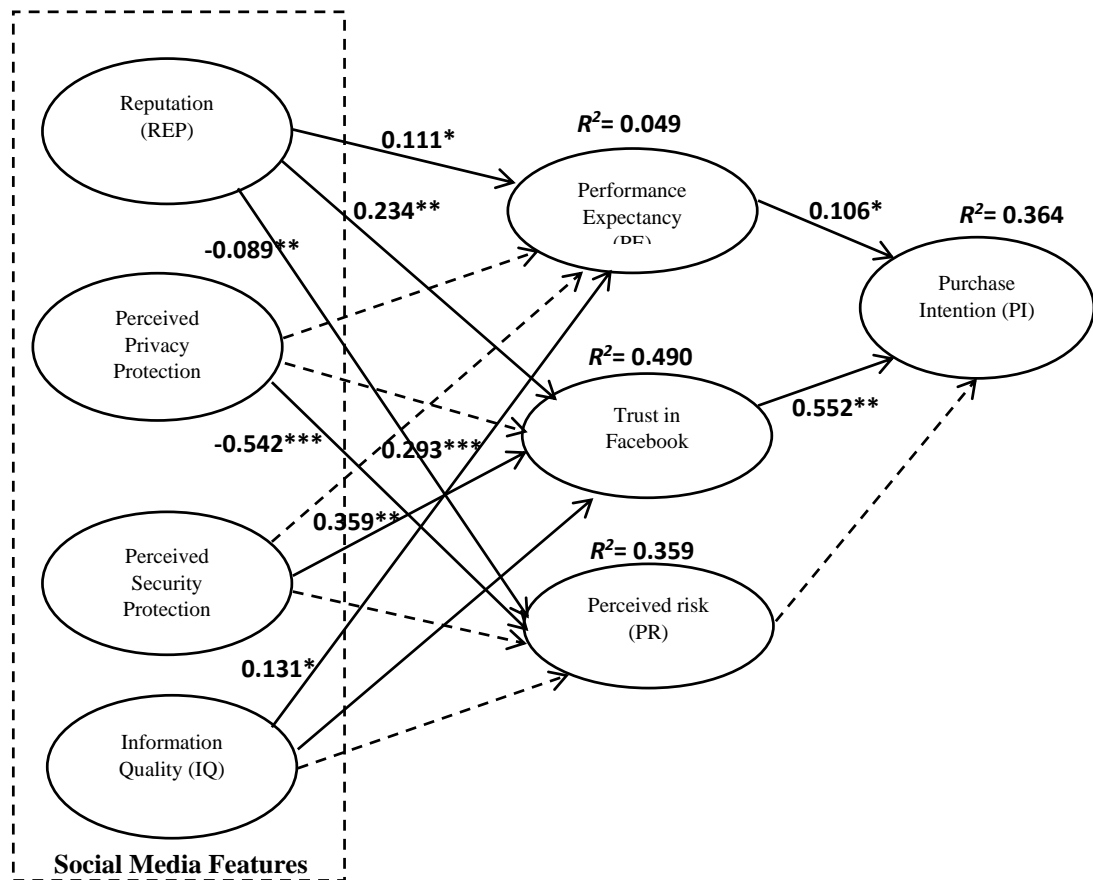 Reputation
(REP)
0.111*
R²= 0.049
Performance
Expectancy
(PE)
0.106*
R²= 0.364
0.234**
-0.089**
Purchase
Intention (PI)
Perceived
Privacy
Protection
R²= 0.490
Trust in
Facebook
0.552**
-0.542***
0.293***
0.359**
Perceived
Security
Protection
R²= 0.359
Perceived risk
(PR)
0.131*
Information
Quality (IQ)
Social Media Features